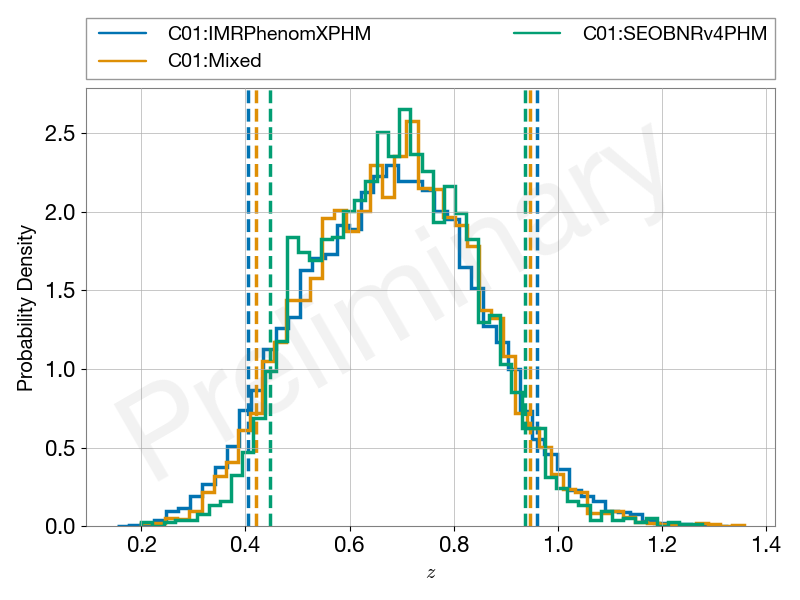 C01:IMRPhenomXPHM
C01:Mixed
C01:SEOBNRv4PHM
Probability Density
2.5
2.0
1.5
1.0
0.5
0.0
Preliminary
0.2 0.4 0.6 0.8 1.0 1.2 1.4
z